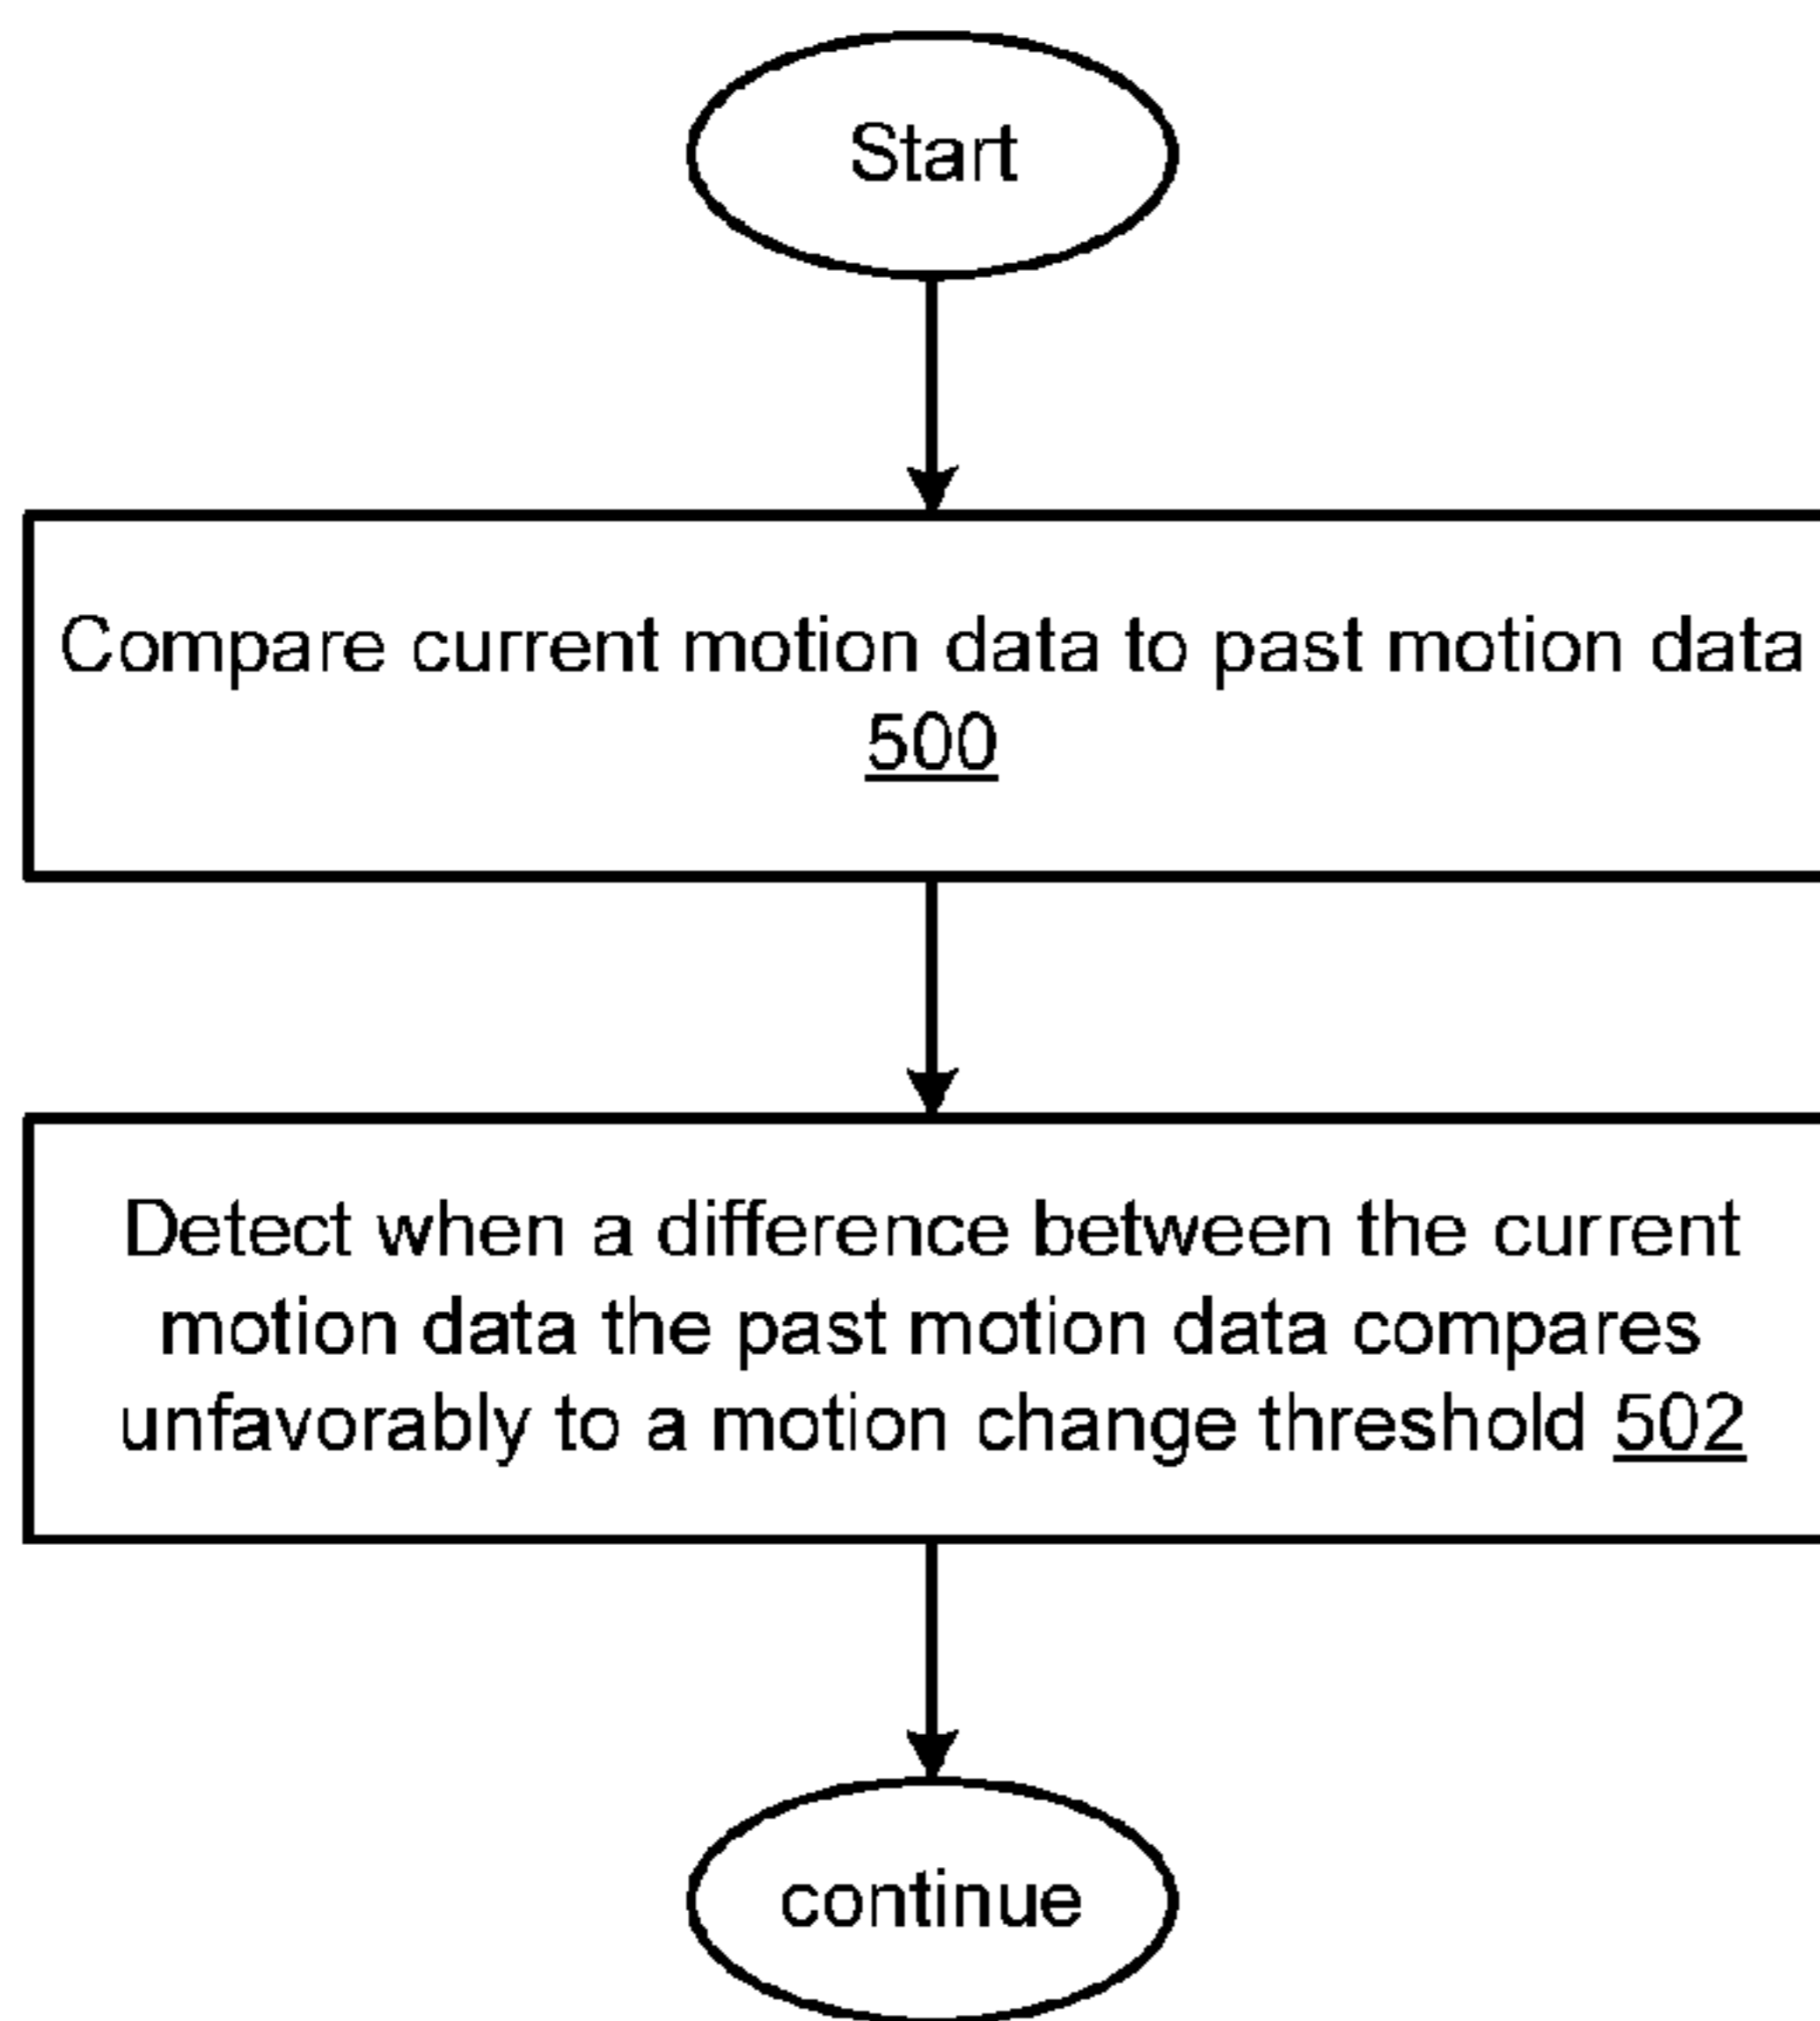 Start
Compare current motion data to past motion data
500
Detect when a difference between the current
motion data the past motion data compares
unfavorably to a motion change threshold 502
continue